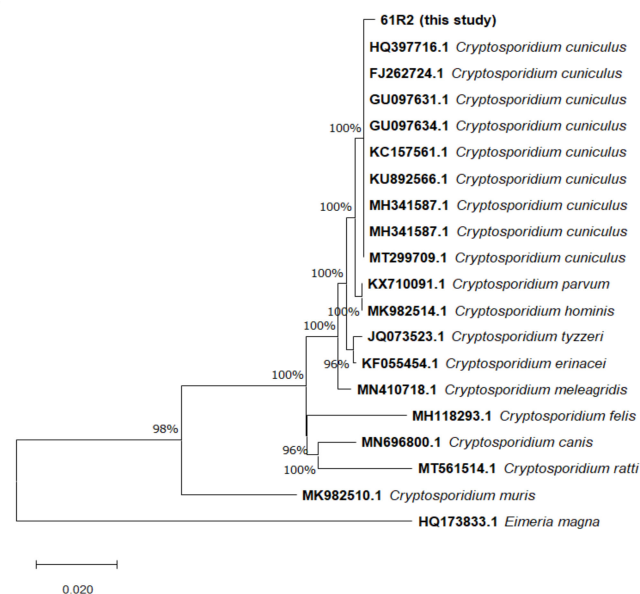 61R2 (this study)
HQ397716.1 Cryptosporidium cuniculus
FJ262724.1 Cryptosporidium cuniculus
GU097631.1 Cryptosporidium cuniculus
GU097634.1 Cryptosporidium cuniculus
100%
KC157561.1 Cryptosporidium cuniculus
KU892566.1 Cryptosporidium cuniculus
MH341587.1 Cryptosporidium cuniculus
100%
MH341587.1 Cryptosporidium cuniculus
MT299709.1 Cryptosporidium cuniculus
100%
KX710091.1 Cryptosporidium parvum
100%
MK982514.1 Cryptosporidium hominis
100%
JQ073523.1 Cryptosporidium tyzzeri
96%
KF055454.1 Cryptosporidium erinacei
100%
MN410718.1 Cryptosporidium meleagridis
MH118293.1 Cryptosporidium felis
98%
96%
MN696800.1 Cryptosporidium canis
100%
MT561514.1 Cryptosporidium ratti
MK982510.1 Cryptosporidium muris
HQ173833.1 Eimeria magna
0.020